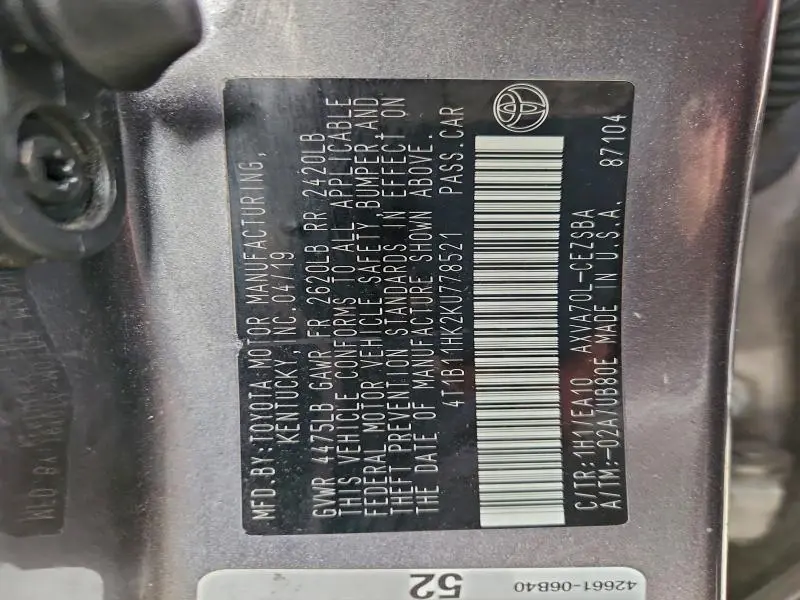 MFD.BY:TOYOTA MOTOR MANUFACTURING,
KENTUCKY, INC.04/19
GVWR 4475LB GAWR FR 2620LB RR 2420LB
THIS VEHICLE CONFORMS TO ALL APPLICABLE
FEDERAL MOTOR VEHICLE SAFETY, BUMPER,AND
THEFT PREVENTION STANDARDS IN EFFECT ON
THE DATE OF MANUFACTURE SHOWN ABOVE.
4T1B11HK2KU778521 PASS.CAR
C/TR:1H1/EA10 AXVA70L-CEZSBA
A/TM:-02A/UB80E MADE IN U.S.A. 87104
52
42661-06B40